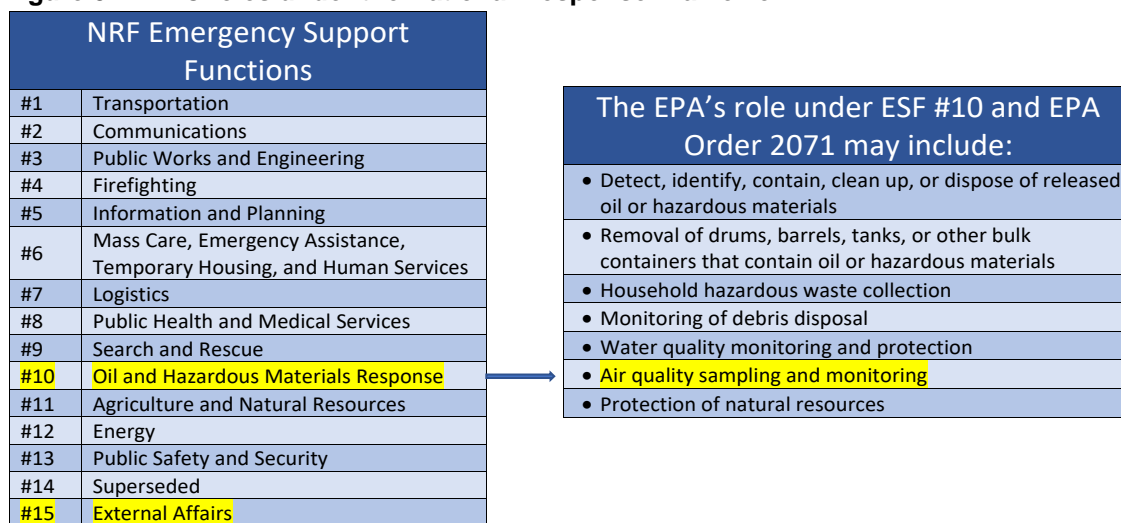 NRF Emergency Support
Functions
#1 Transportation
#2 Communications
#3 Public Works and Engineering
#4 Firefighting
#5 Information and Planning
#6 Mass Care, Emergency Assistance,
Temporary Housing, and Human Services
#7 Logistics
#8 Public Health and Medical Services
#9 Search and Rescue
#10 Oil and Hazardous Materials Response
#11 Agriculture and Natural Resources
#12 Energy
#13 Public Safety and Security
#14 Superseded
#15 External Affairs
The EPA’s role under ESF #10 and EPA
Order 2071 may include:
• Detect, identify, contain, clean up, or dispose of released
oil or hazardous materials
• Removal of drums, barrels, tanks, or other bulk
containers that contain oil or hazardous materials
• Household hazardous waste collection
• Monitoring of debris disposal
• Water quality monitoring and protection
• Air quality sampling and monitoring
• Protection of natural resources